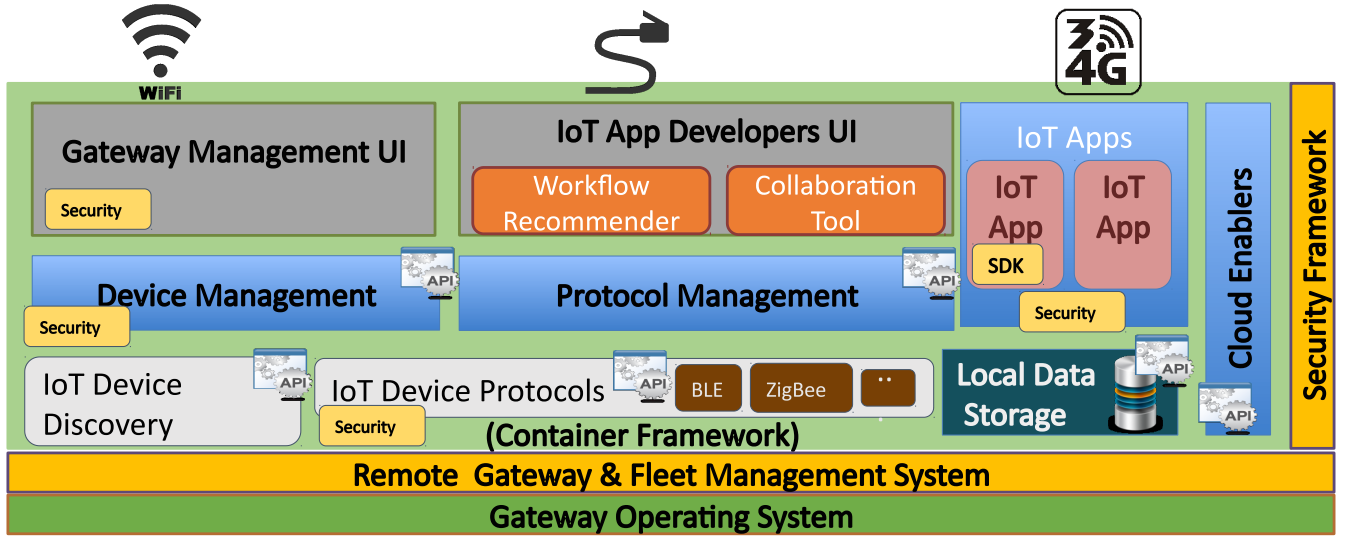 WiFi
3
4G
Gateway Management UI
Security
IoT App Developers UI
Workflow
Recommender
Collaboration
Tool
IoT Apps
IoT
App
SDK
IoT
App
Security
Cloud Enablers
Security Framework
API
Device Management
Security
API
Protocol Management
API
IoT Device
Discovery
API
IoT Device Protocols
Security
API
BLE
ZigBee
..
Local Data
Storage
API
(Container Framework)
Remote  Gateway & Fleet Management System
Gateway Operating System